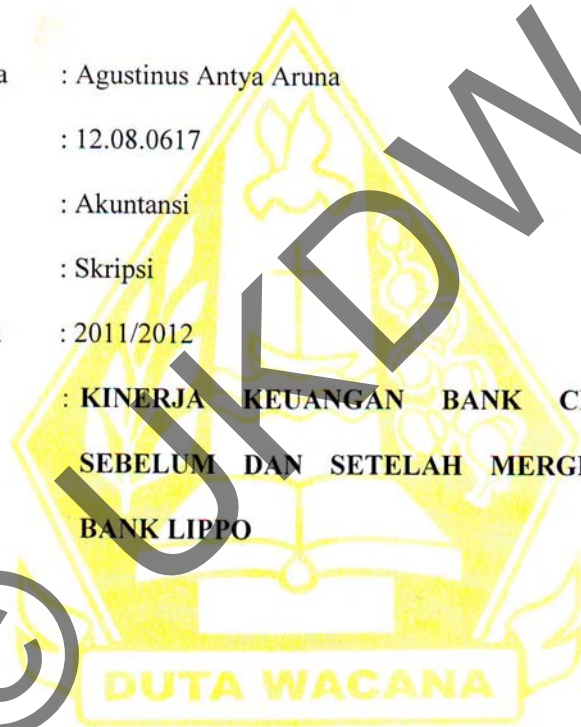 : Agustinus Antya Aruna
: 12.08.0617
: Akuntansi
: Skripsi
: 2011/2012
: KINERJA KEUANGAN BANK
SEBELUM DAN SETELAH
BANK LIPPO
DUTA WACANA
© UKDW